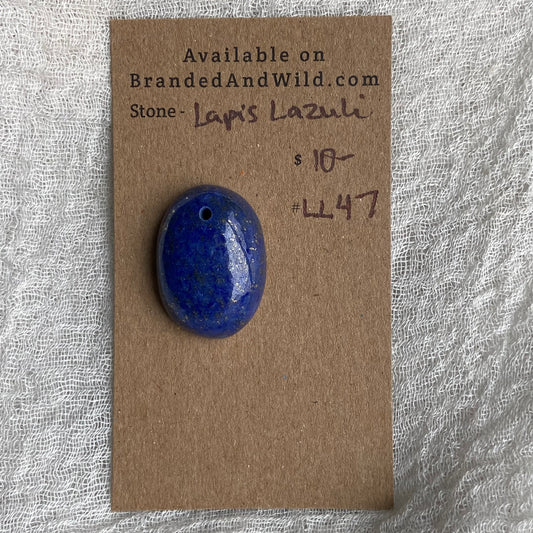 Available on
BrandedAndWild.com
Stone - Lapis Lazuli
$ 10-
#LL47